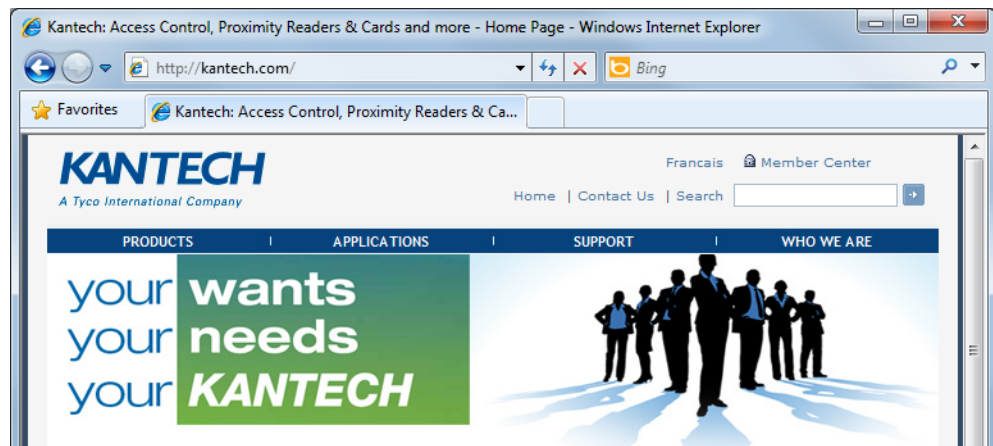 Kantech: Access Control, Proximity Readers & Cards and more - Home Page - Windows Internet Explorer
http://kantech.com/ Bing
Favorites Kantech: Access Control, Proximity Readers & Ca...
KANTECH
A Tyco International Company
Francais Member Center
Home | Contact Us | Search
PRODUCTS | APPLICATIONS | SUPPORT | WHO WE ARE
your wants
your needs
your KANTECH